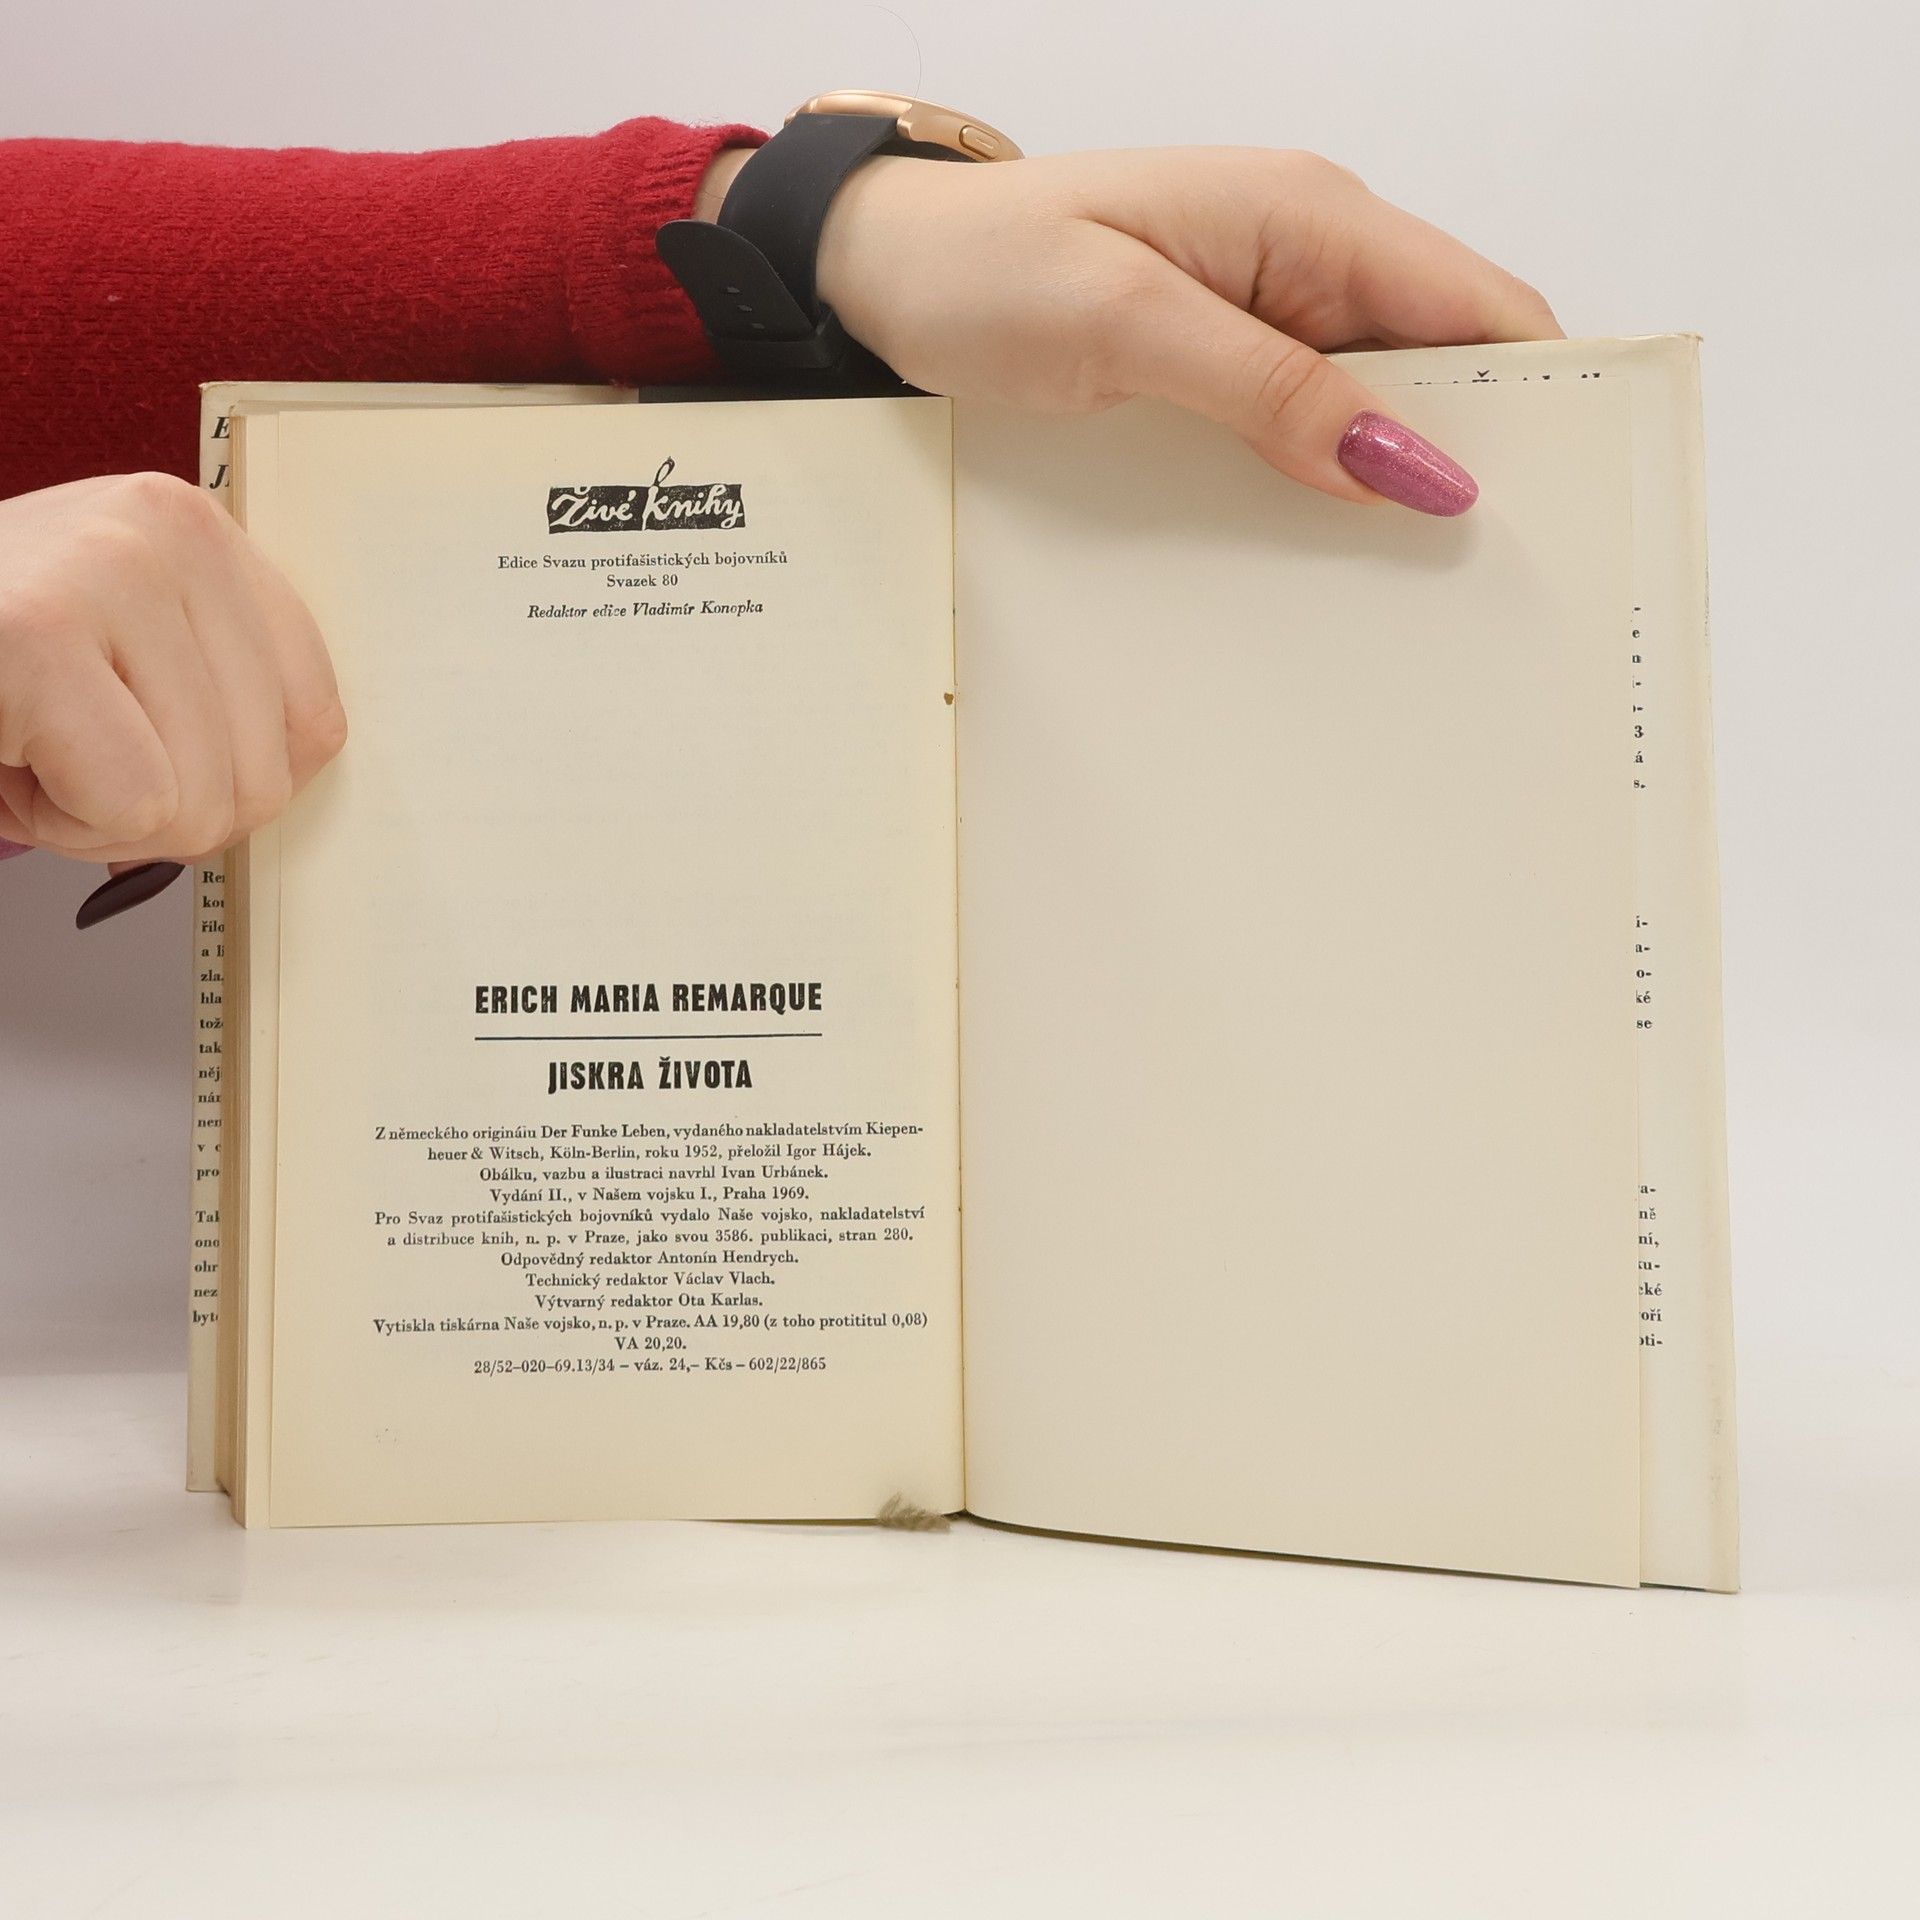 Živé knihy
Edice Svazu protifašistických bojovníků
Svazek 80
Redaktor edice Vladimír Konopka
ERICH MARIA REMARQUE
JISKRA ŽIVOTA
Z německého originálu Der Funke Leben, vydaného nakladatelstvím Kiepen-
heuer & Witsch, Köln-Berlin, roku 1952, přeložil Igor Hájek.
Obálku, vazbu a ilustraci navrhl Ivan Urbánek.
Vydání II., v Našem vojsku I., Praha 1969.
Pro Svaz protifašistických bojovníků vydalo Naše vojsko, nakladatelství
a distribuce knih, n. p. v Praze, jako svou 3586. publikaci, stran 280.
Odpovědný redaktor Antonín Hendrych.
Technický redaktor Václav Vlach.
Výtvarný redaktor Ota Karlas.
Vytiskla tiskárna Naše vojsko, n. p. v Praze. AA 19,80 (z toho protititul 0,08)
VA 20,20.
28/52–020–69.13/34 – váz. 24,– Kčs – 602/22/865